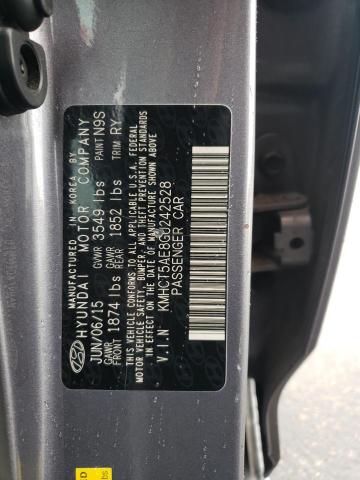 MANUFACTURED IN KOREA BY
HYUNDAI MOTOR COMPANY
JUN/06/15 GVWR 3549 lbs PAINT N9S
GAWR FRONT 1874 lbs GAWR REAR 1852 lbs TRIM RY
THIS VEHICLE CONFORMS TO ALL APPLICABLE U.S.A. FEDERAL
MOTOR VEHICLE SAFETY, BUMPER, AND THEFT PREVENTION
STANDARDS IN EFFECT ON THE DATE OF MANUFACTURE
SHOWN ABOVE.
V.I.N KMHCT5AE8GU242528
PASSENGER CAR
D
lbs